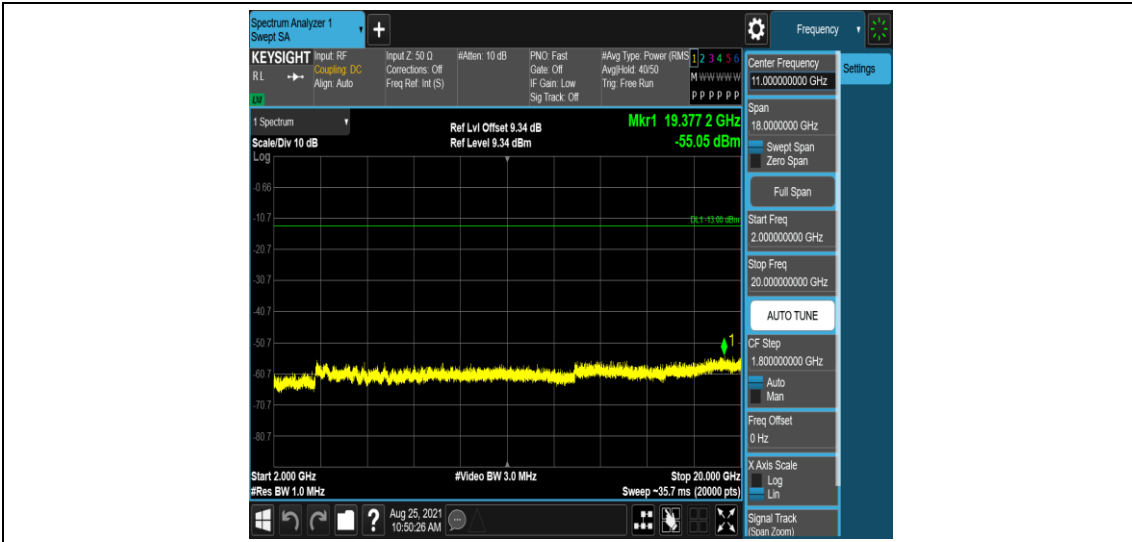 Spectrum Analyzer 1
Swept SA
+
Frequency
KEYSIGHT
RL
LXI
Input: RF
Coupling: DC
Align: Auto
Input Z: 50 Ω
Corrections: Off
Freq Ref: Int (S)
#Atten: 10 dB
PNO: Fast
Gate: Off
IF Gain: Low
Sig Track: Off
#Avg Type: Power (RMS
Avg|Hold: 40/50
Trig: Free Run
1 2 3 4 5 6
M W W W W W
P P P P P P
Center Frequency
11.000000000 GHz
Settings
Span
18.0000000 GHz
Swept Span
Zero Span
Full Span
Start Freq
2.000000000 GHz
Stop Freq
20.000000000 GHz
AUTO TUNE
CF Step
1.800000000 GHz
Auto
Man
Freq Offset
0 Hz
X Axis Scale
Log
Lin
Signal Track
(Span Zoom)
1 Spectrum
Scale/Div 10 dB
Log
Ref Lvl Offset 9.34 dB
Ref Level 9.34 dBm
Mkr1 19.377 2 GHz
-55.05 dBm
-0.66
-10.7
DL1 -13.00 dBm
-20.7
-30.7
-40.7
-50.7
1
-60.7
-70.7
-80.7
Start 2.000 GHz
#Video BW 3.0 MHz
Stop 20.000 GHz
#Res BW 1.0 MHz
Sweep ~35.7 ms (20000 pts)
?
Aug 25, 2021
10:50:26 AM